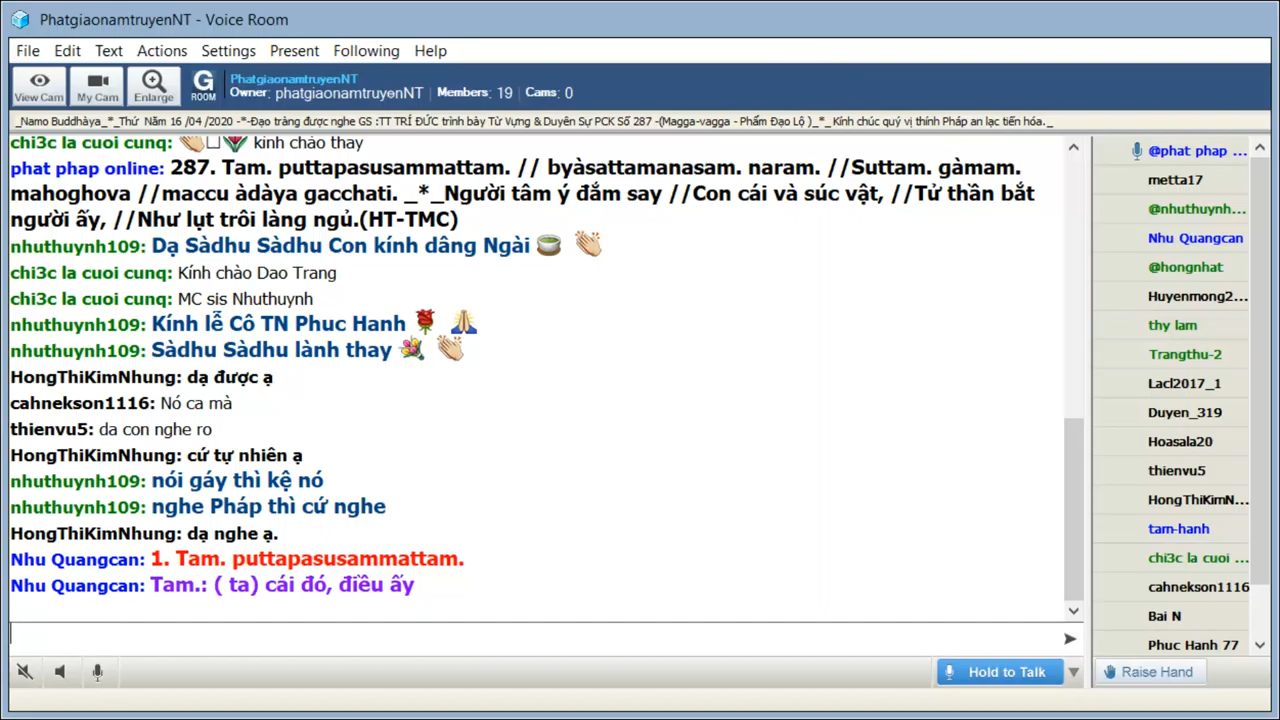 PhatgiaonamtruyenNT - Voice Room
File Edit Text Actions Settings Present Following Help
View Cam My Cam Enlarge G ROOM PhatgiaonamtruyenNT
Owner: phatgiaonamtruyenNT Members: 19 Cams: 0
_Namo Buddhàya_*_Thứ Năm 16 /04 /2020 -*-Đạo tràng được nghe GS :TT TRÍ ĐỨC trình bày Từ Vựng & Duyên Sự PCK Số 287 -(Magga-vagga - Phẩm Đạo Lộ )_*_ Kính chúc quý vị thính Pháp an lạc tiến hóa._
chi3c la cuoi cunq: kinh chào thay
phat phap online: 287. Tam. puttapasusammattam. // byàsattamanasam. naram. //Suttam. gàmam.
mahoghova //maccu àdàya gacchati. _*_Người tâm ý đắm say //Con cái và súc vật, //Tử thần bắt
người ấy, //Như lụt trôi làng ngủ.(HT-TMC)
nhuthuynh109: Dạ Sàdhu Sàdhu Con kính dâng Ngài
chi3c la cuoi cunq: Kính chào Dao Trang
chi3c la cuoi cunq: MC sis Nhuthuynh
nhuthuynh109: Kính lễ Cô TN Phuc Hanh
nhuthuynh109: Sàdhu Sàdhu lành thay
HongThiKimNhung: dạ được ạ
cahnekson1116: Nó ca mà
thienvu5: da con nghe ro
HongThiKimNhung: cứ tự nhiên ạ
nhuthuynh109: nói gáy thì kệ nó
nhuthuynh109: nghe Pháp thì cứ nghe
HongThiKimNhung: dạ nghe ạ.
Nhu Quangcan: 1. Tam. puttapasusammattam.
Nhu Quangcan: Tam.: ( ta) cái đó, điều ấy
@phat phap ...
metta17
@nhuthuynh...
Nhu Quangcan
@hongnhat
Huyenmong2...
thy lam
Trangthu-2
Lacl2017_1
Duyen_319
Hoasala20
thienvu5
HongThiKimN...
tam-hanh
chi3c la cuoi ...
cahnekson1116
Bai N
Phuc Hanh 77
Hold to Talk
Raise Hand